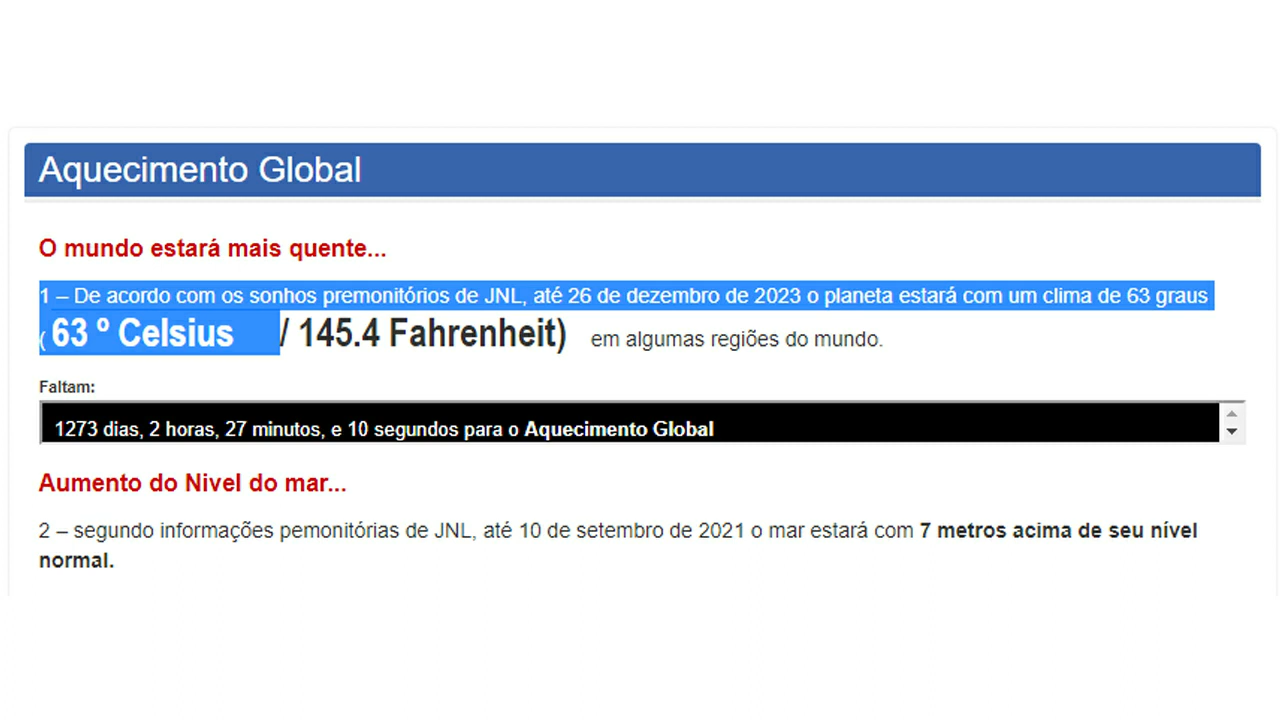 Aquecimento Global
O mundo estará mais quente...
1 – De acordo com os sonhos premonitórios de JNL, até 26 de dezembro de 2023 o planeta estará com um clima de 63 graus
( 63 º Celsius / 145.4 Fahrenheit) em algumas regiões do mundo.
Faltam:
1273 dias, 2 horas, 27 minutos, e 10 segundos para o Aquecimento Global
Aumento do Nivel do mar...
2 – segundo informações pemonitórias de JNL, até 10 de setembro de 2021 o mar estará com 7 metros acima de seu nível
normal.